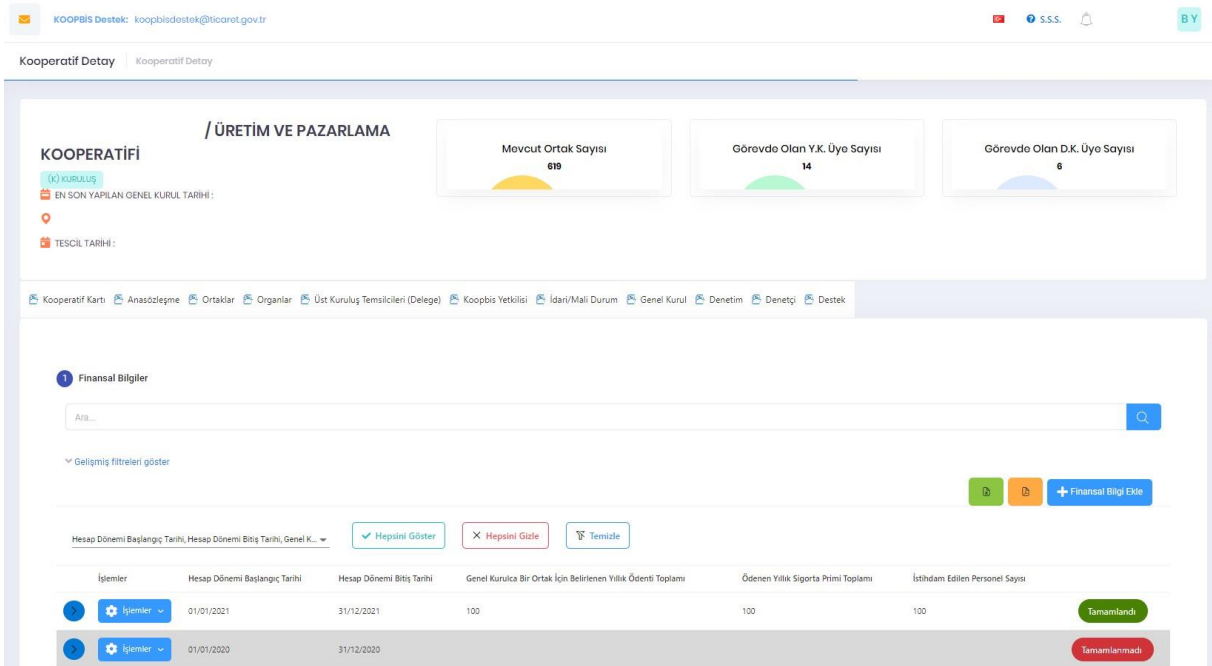 KOOPBİS Destek: koopbisdestek@ticaret.gov.tr
S.S.S.
B Y
Kooperatif Detay Kooperatif Detay
/ ÜRETİM VE PAZARLAMA
KOOPERATİFİ
(K) KURULUŞ
EN SON YAPILAN GENEL KURUL TARİHİ :
TESCİL TARİHİ :
Mevcut Ortak Sayısı
619
Görevde Olan Y.K. Üye Sayısı
14
Görevde Olan D.K. Üye Sayısı
6
Kooperatif Kartı Anasözleşme Ortaklar Organlar Üst Kuruluş Temsilcileri (Delege) Koopbis Yetkilisi İdari/Mali Durum Genel Kurul Denetim Denetçi Destek
1 Finansal Bilgiler
Ara...
Gelişmiş filtreleri göster
Finansal Bilgi Ekle
Hesap Dönemi Başlangıç Tarihi, Hesap Dönemi Bitiş Tarihi, Genel K... Hepsini Göster Hepsini Gizle Temizle
İşlemler Hesap Dönemi Başlangıç Tarihi Hesap Dönemi Bitiş Tarihi Genel Kurulca Bir Ortak İçin Belirlenen Yıllık Ödenti Toplamı Ödenen Yıllık Sigorta Primi Toplamı İstihdam Edilen Personel Sayısı
İşlemler 01/01/2021 31/12/2021 100 100 100 Tamamlandı
İşlemler 01/01/2020 31/12/2020 Tamamlanmadı